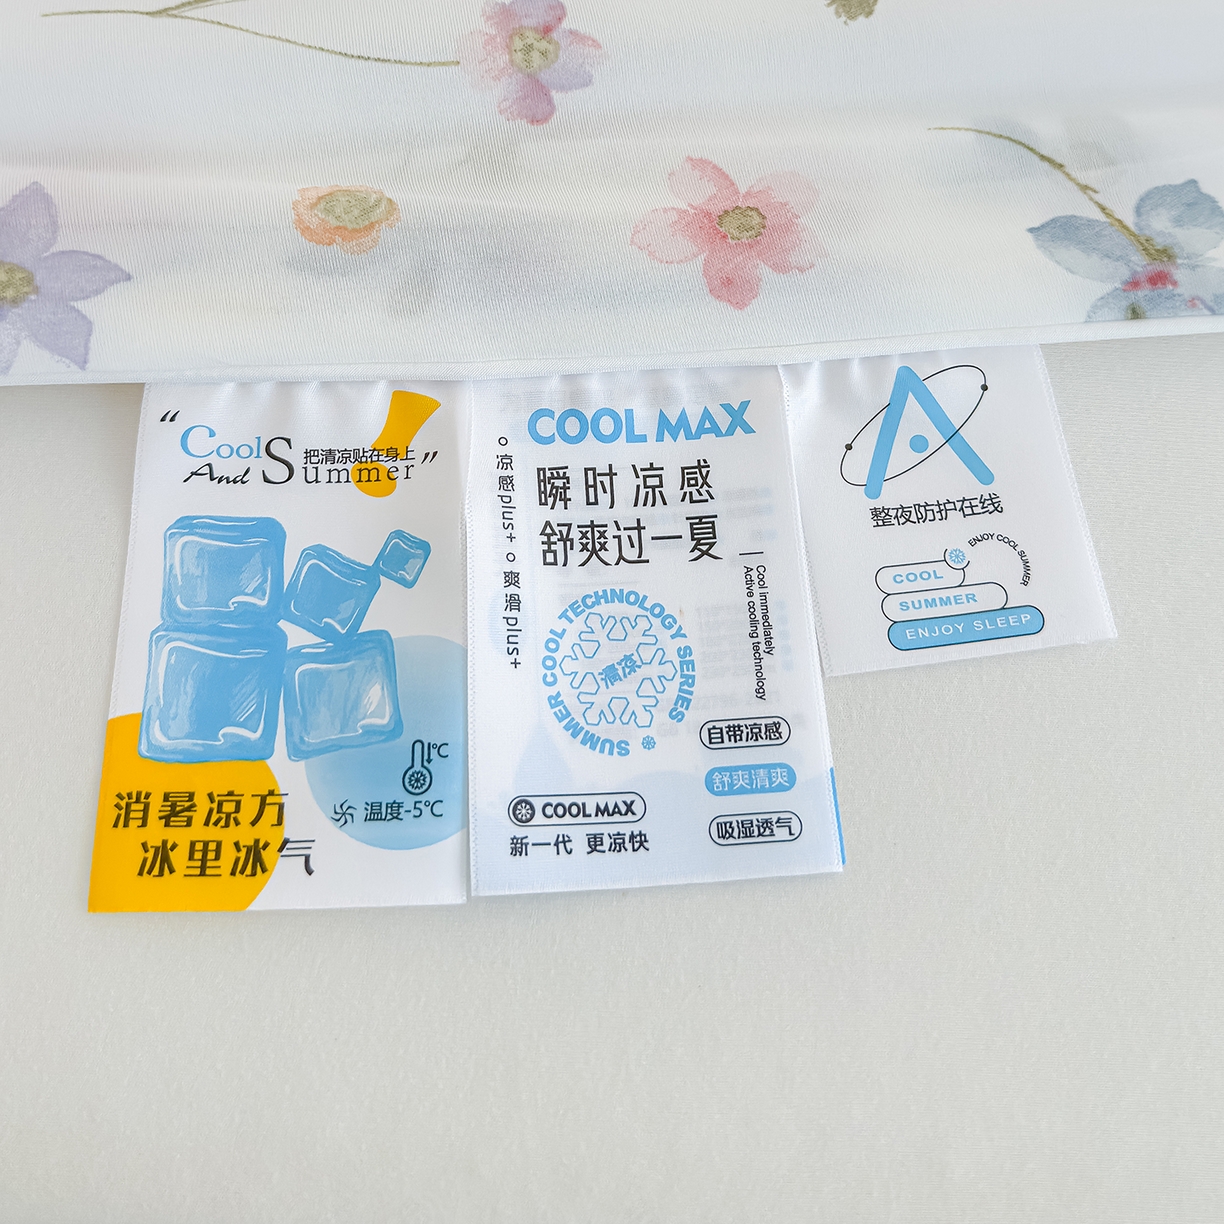 “Cool And Summer”
把清凉贴在身上
℃
温度-5℃
消暑凉方
冰里冰气
COOL MAX
凉感plus+ 爽滑plus+
瞬时凉感
舒爽过一夏
Cool immediately
Active cooling technology
SUMMER COOL TECHNOLOGY SERIES
清凉
自带凉感
舒爽清爽
吸湿透气
COOL MAX
新一代 更凉快
整夜防护在线
ENJOY COOL SUMMER
COOL
SUMMER
ENJOY SLEEP